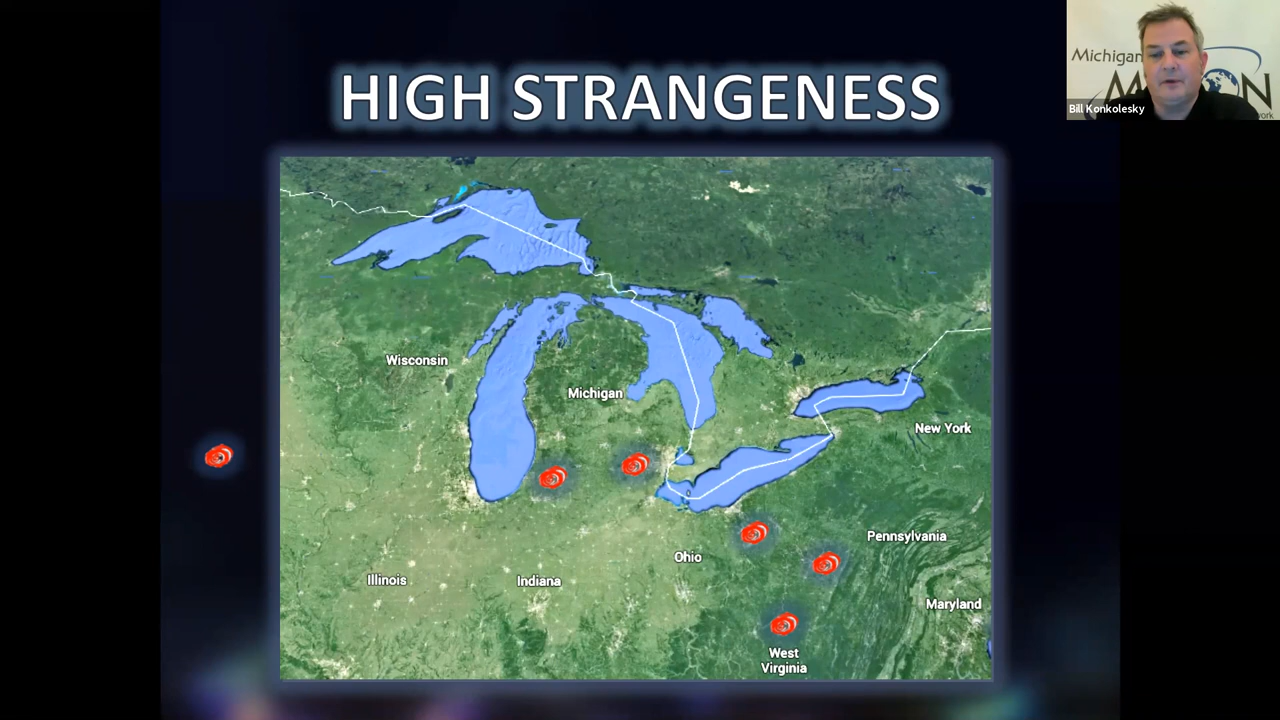 HIGH STRANGENESS
Michigan
Bill Konkolesky
Wisconsin
Michigan
New York
Pennsylvania
Ohio
Illinois
Indiana
Maryland
West
Virginia